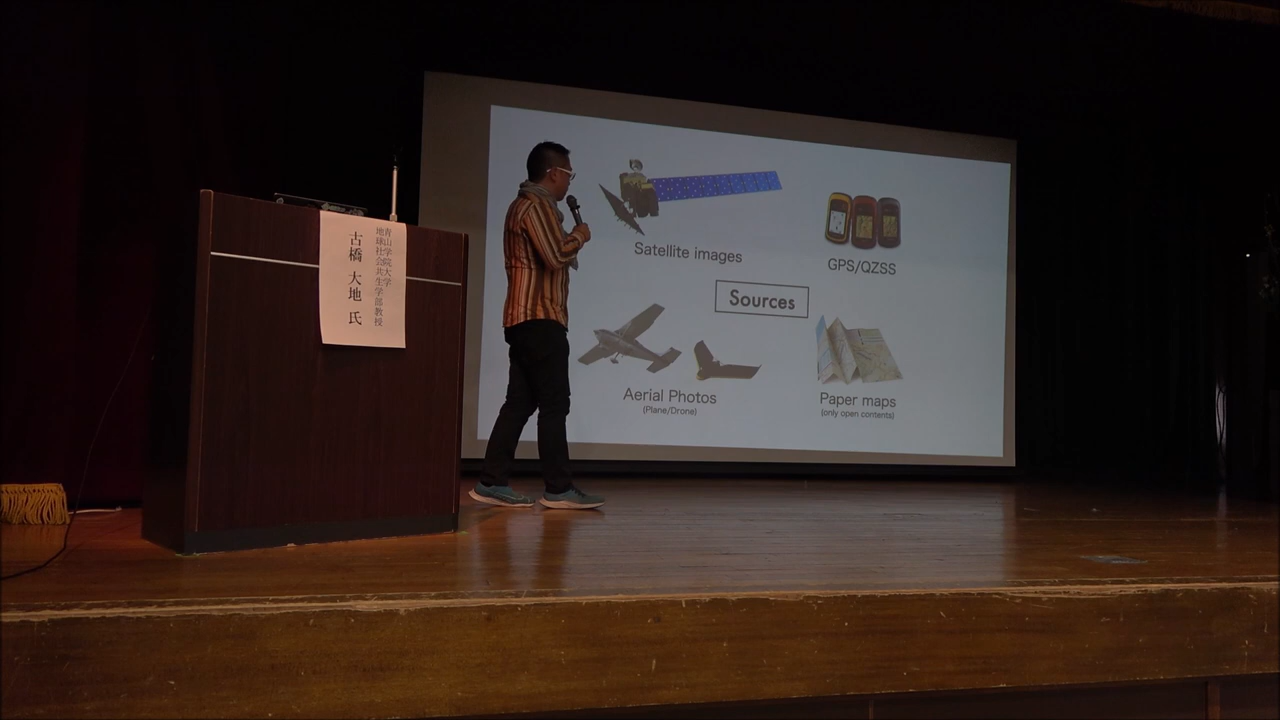 青山学院大学
地球社会共生学部教授
古橋 大地 氏
Satellite images
GPS/QZSS
Sources
Aerial Photos
(Plane/Drone)
Paper maps
(only open contents)